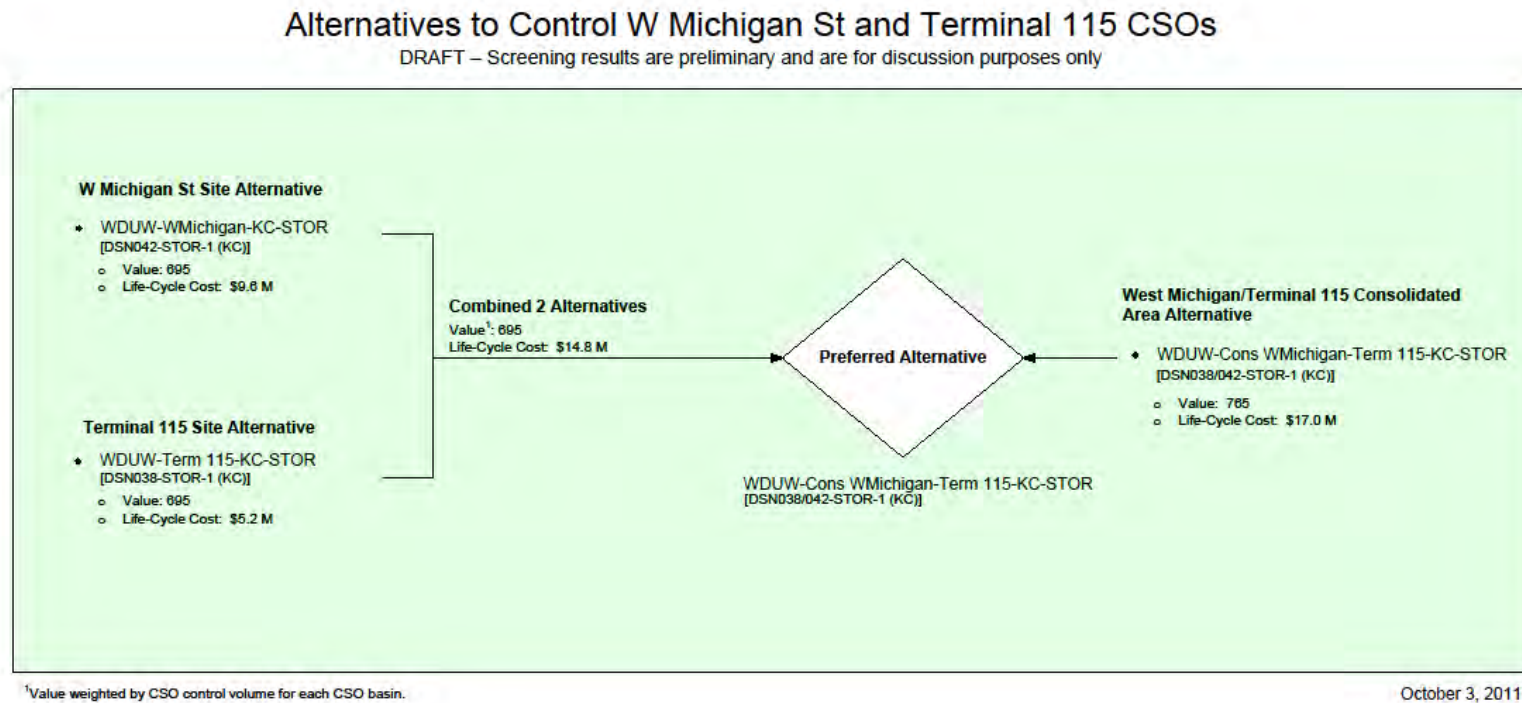 Alternatives to Control W Michigan St and Terminal 115 CSOs
DRAFT – Screening results are preliminary and are for discussion purposes only
W Michigan St Site Alternative
WDUW-WMichigan-KC-STOR
[DSN042-STOR-1 (KC)]
Value: 695
Life-Cycle Cost: $9.6 M
Combined 2 Alternatives
Value¹: 695
Life-Cycle Cost: $14.8 M
Terminal 115 Site Alternative
WDUW-Term 115-KC-STOR
[DSN038-STOR-1 (KC)]
Value: 695
Life-Cycle Cost: $5.2 M
Preferred Alternative
WDUW-Cons WMichigan-Term 115-KC-STOR
[DSN038/042-STOR-1 (KC)]
West Michigan/Terminal 115 Consolidated
Area Alternative
WDUW-Cons WMichigan-Term 115-KC-STOR
[DSN038/042-STOR-1 (KC)]
Value: 765
Life-Cycle Cost: $17.0 M
¹Value weighted by CSO control volume for each CSO basin.
October 3, 2011